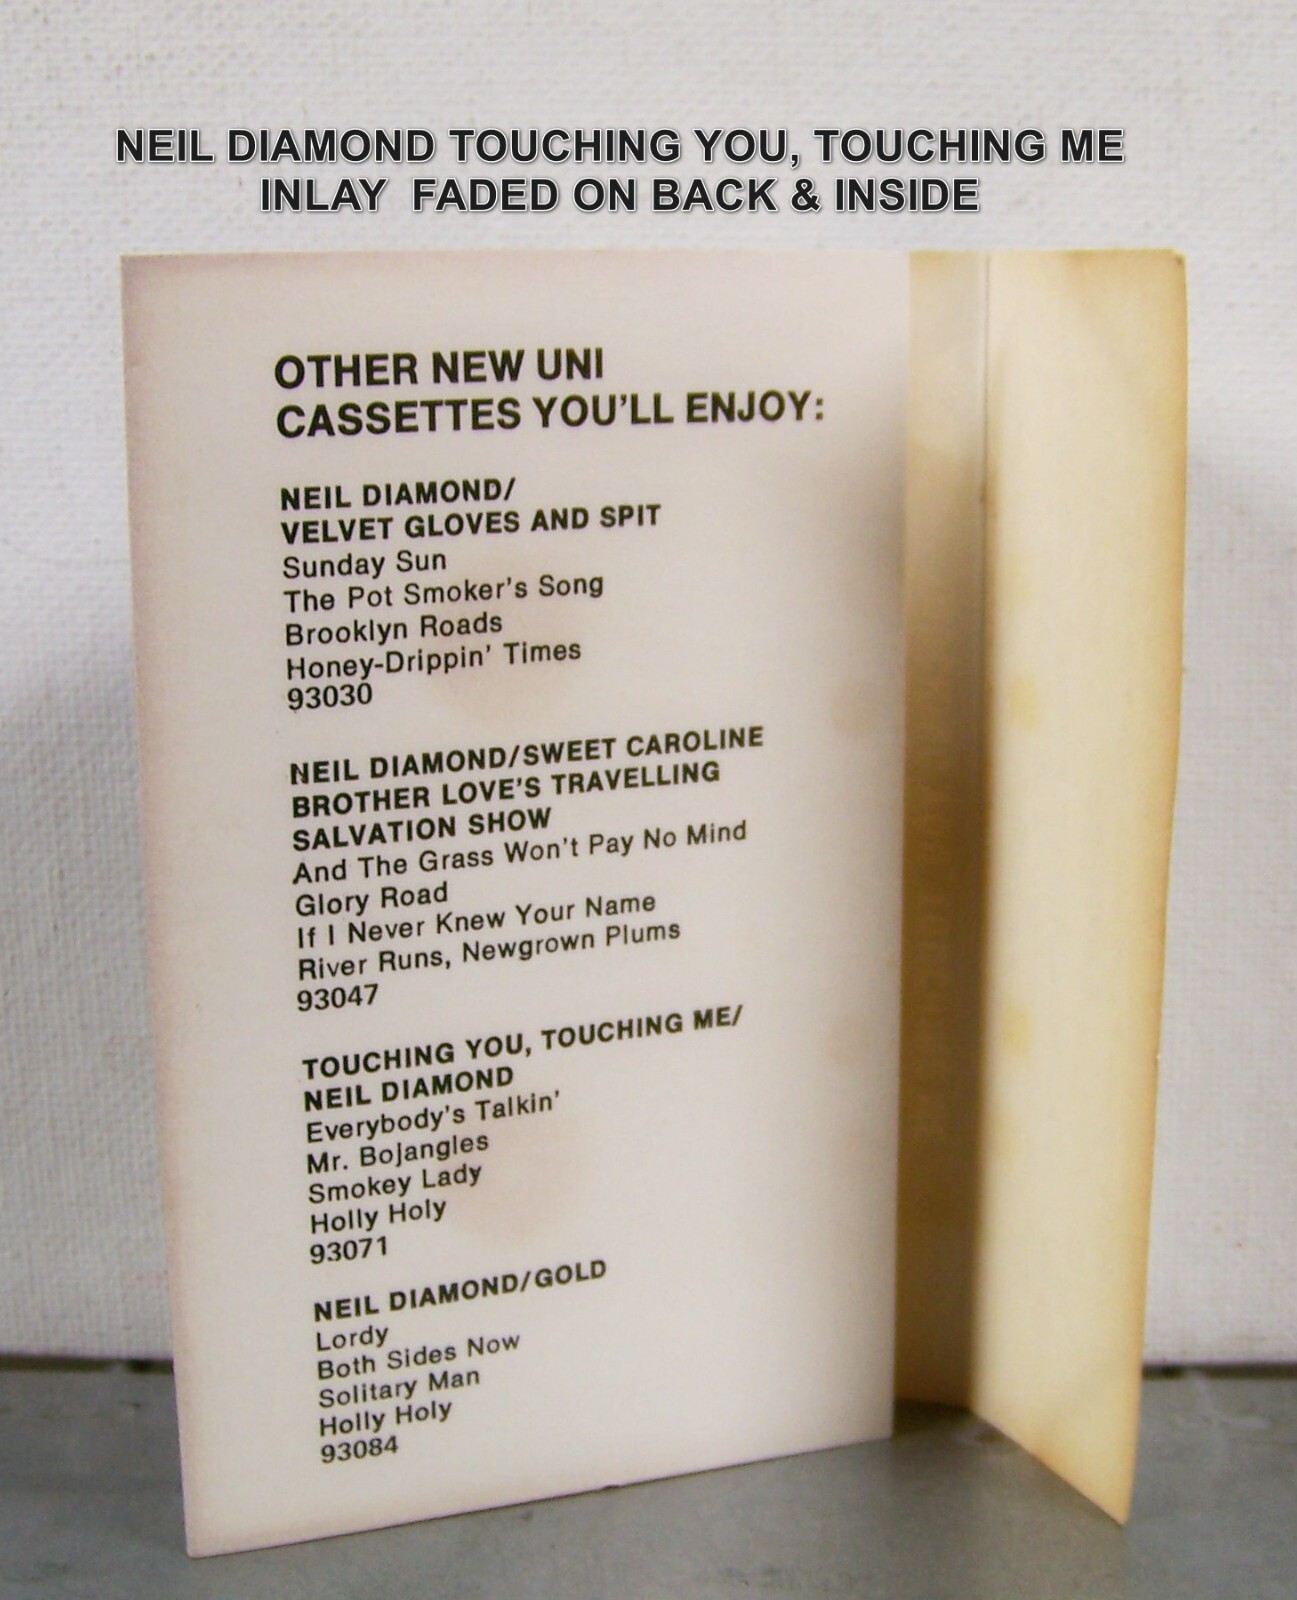 NEIL DIAMOND TOUCHING YOU, TOUCHING ME
INLAY FADED ON BACK & INSIDE
OTHER NEW UNI
CASSETTES YOU'LL ENJOY:
NEIL DIAMOND/
VELVET GLOVES AND SPIT
Sunday Sun
The Pot Smoker's Song
Brooklyn Roads
Honey-Drippin' Times
93030
NEIL DIAMOND/SWEET CAROLINE
BROTHER LOVE'S TRAVELLING
SALVATION SHOW
And The Grass Won't Pay No Mind
Glory Road
If I Never Knew Your Name
River Runs, Newgrown Plums
93047
TOUCHING YOU, TOUCHING ME/
NEIL DIAMOND
Everybody's Talkin'
Mr. Bojangles
Smokey Lady
Holly Holy
93071
NEIL DIAMOND/GOLD
Lordy
Both Sides Now
Solitary Man
Holly Holy
93084